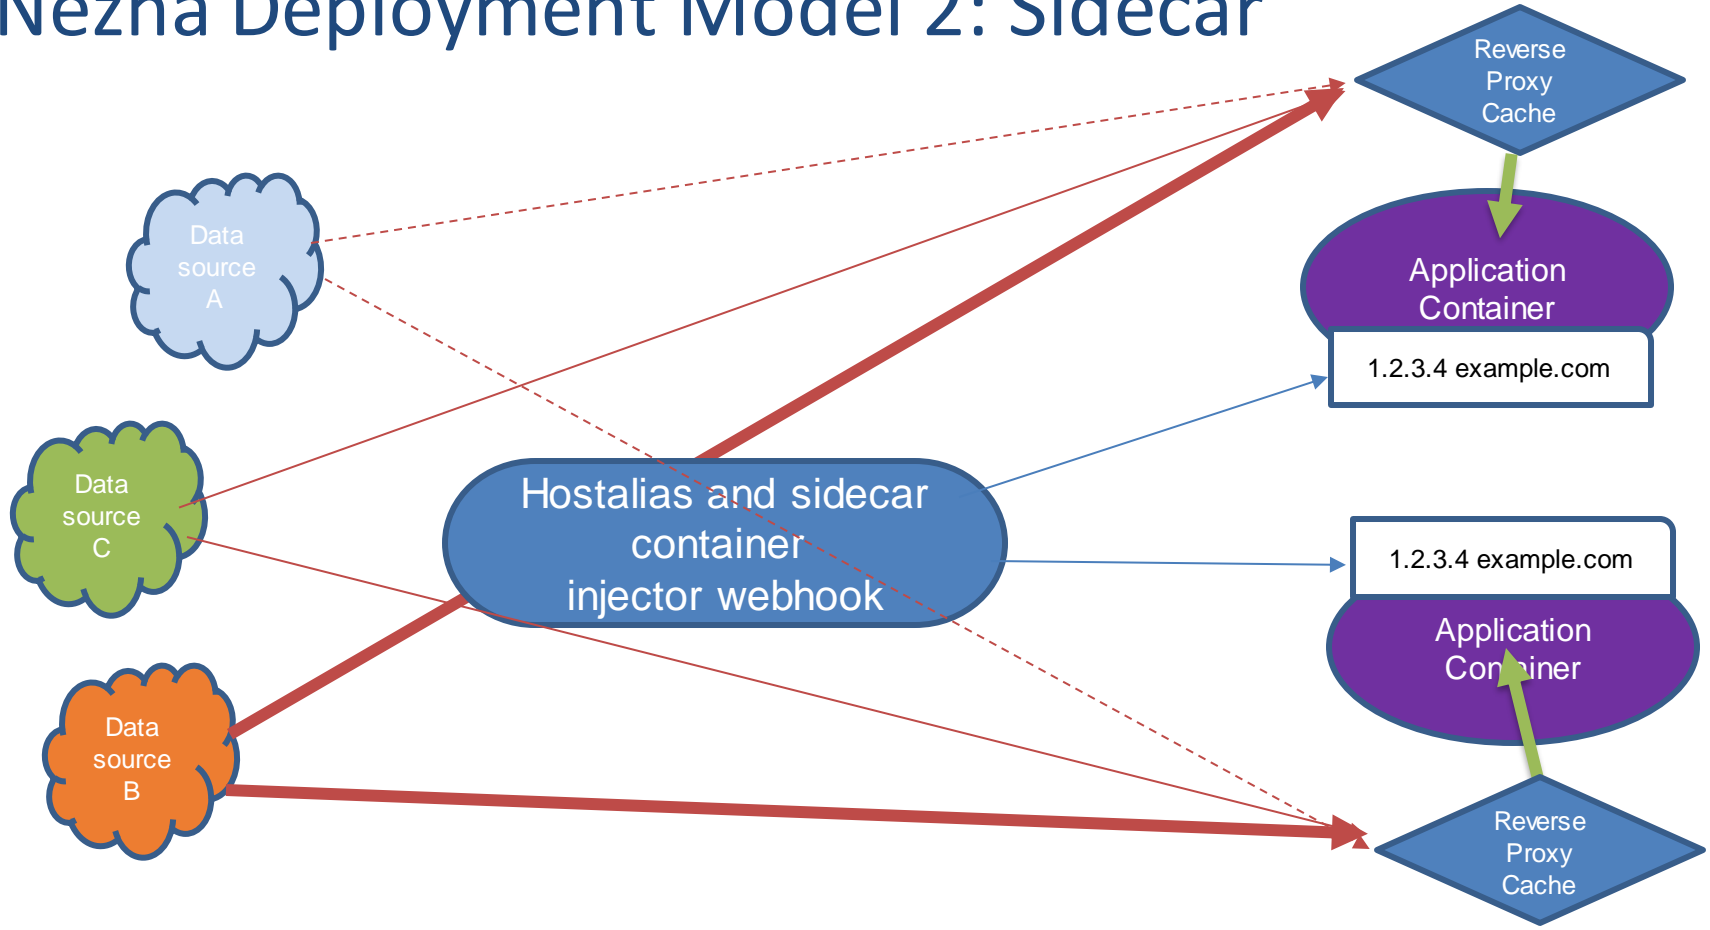 Nezha Deployment Model 2: Sidecar
Reverse
Proxy
Cache
Data
source
A
Application
Container
1.2.3.4 example.com
Data
source
C
Hostalias and sidecar
container
injector webhook
1.2.3.4 example.com
Application
Container
Data
source
B
Reverse
Proxy
Cache